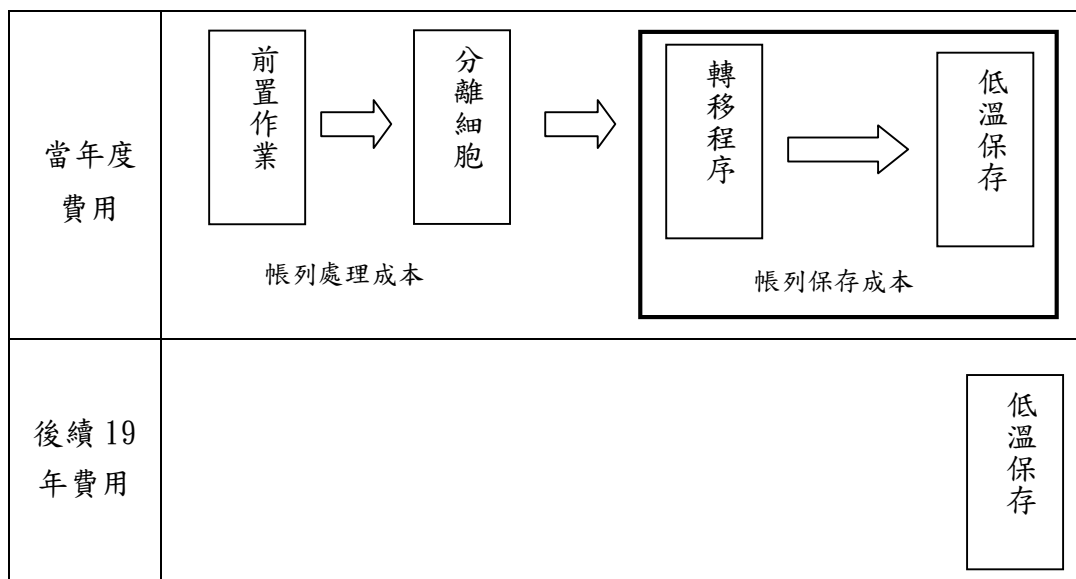 當年度
費用
前置作業
分離細胞
轉移程序
低溫保存
帳列處理成本
帳列保存成本
後續 19
年費用
低溫保存